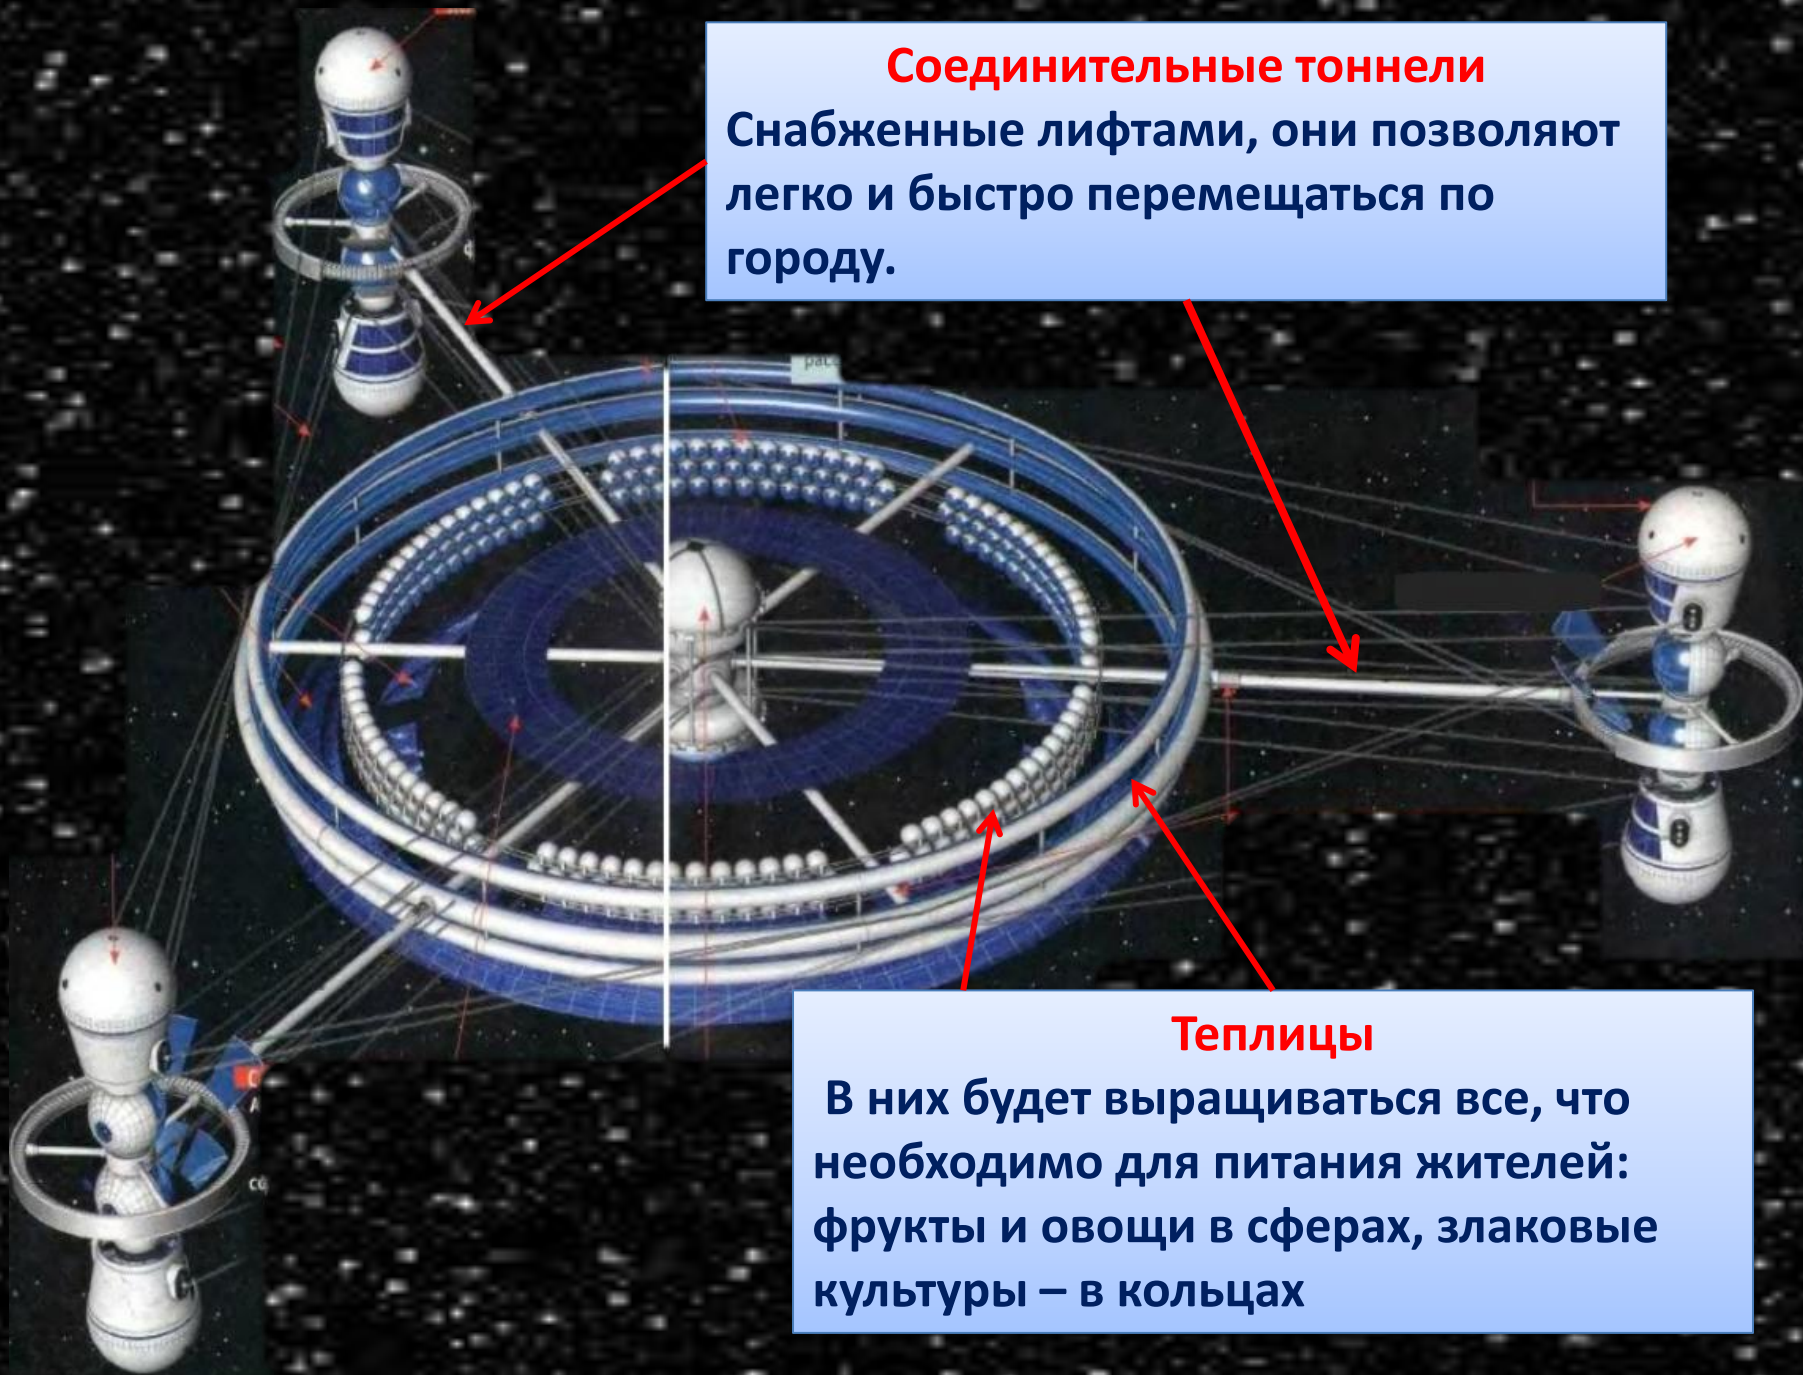 Соединительные тоннели
Снабженные лифтами, они позволяют
легко и быстро перемещаться по
городу.
Теплицы
В них будет выращиваться все, что
необходимо для питания жителей:
фрукты и овощи в сферах, злаковые
культуры – в кольцах